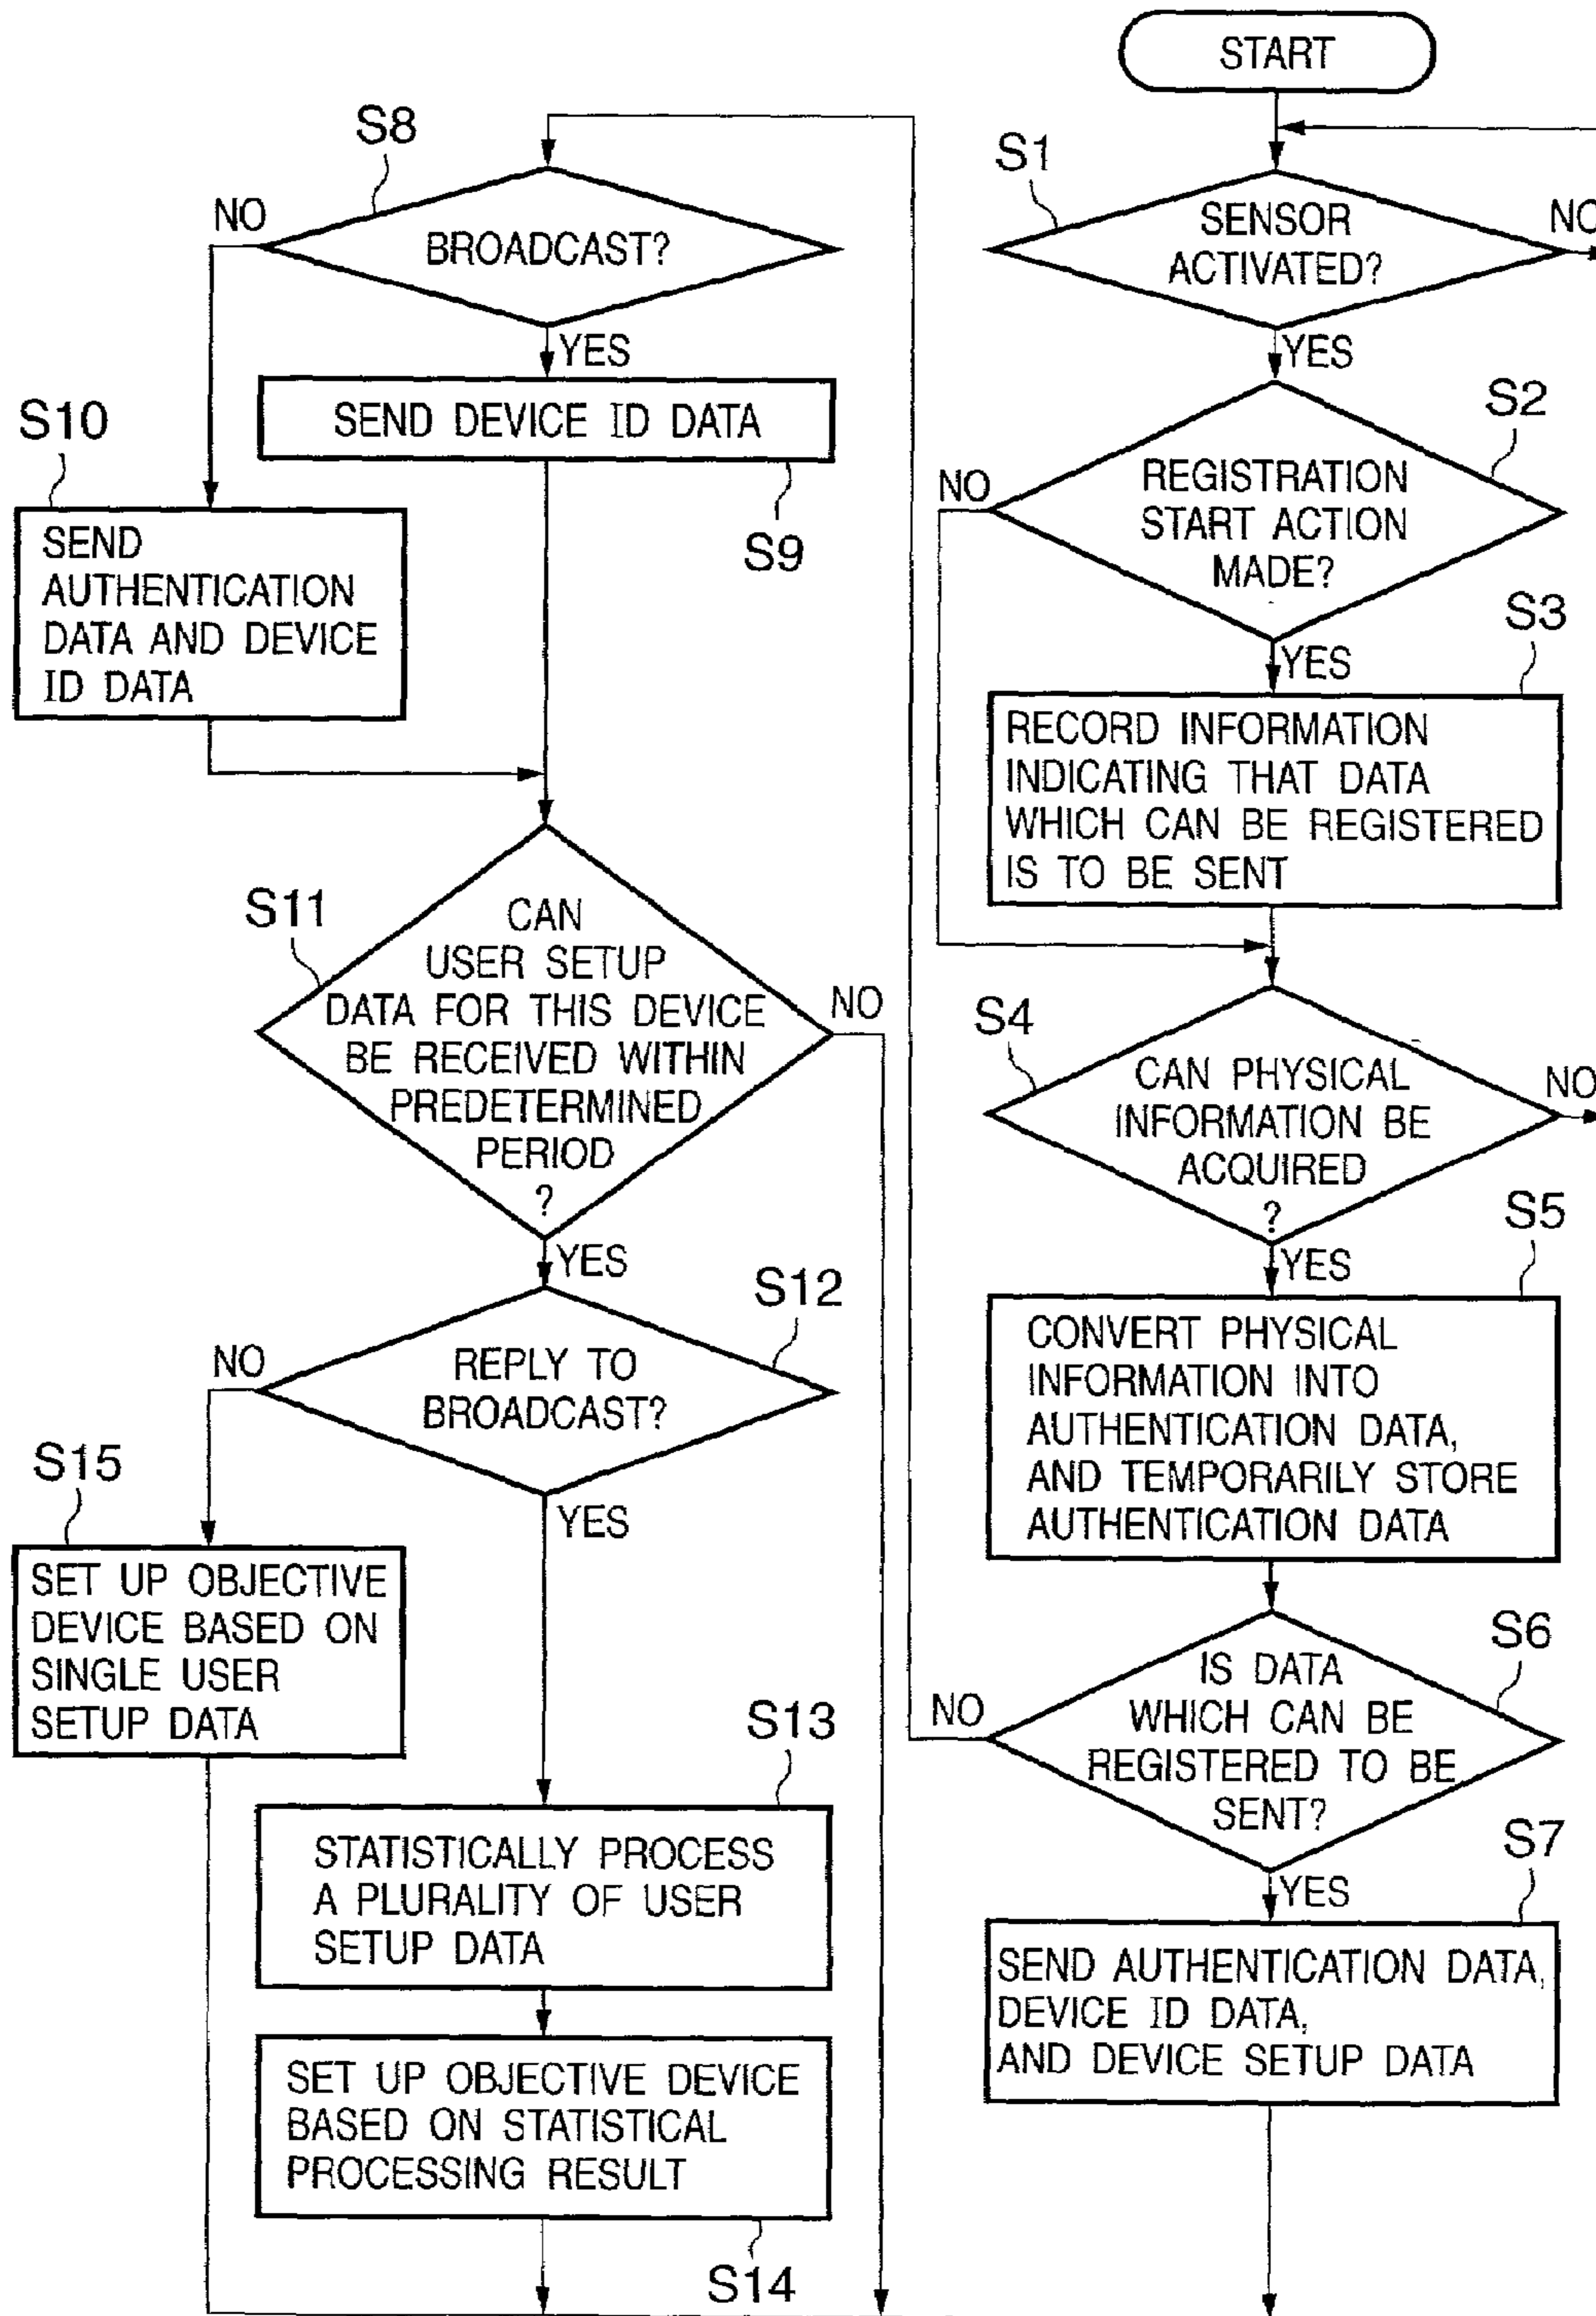 START
S1
SENSOR
ACTIVATED?
NO
YES
S2
REGISTRATION
START ACTION
MADE?
NO
YES
S3
RECORD INFORMATION
INDICATING THAT DATA
WHICH CAN BE REGISTERED
IS TO BE SENT
S4
CAN PHYSICAL
INFORMATION BE
ACQUIRED
?
NO
YES
S5
CONVERT PHYSICAL
INFORMATION INTO
AUTHENTICATION DATA,
AND TEMPORARILY STORE
AUTHENTICATION DATA
S6
IS DATA
WHICH CAN BE
REGISTERED TO BE
SENT?
NO
YES
S7
SEND AUTHENTICATION DATA,
DEVICE ID DATA,
AND DEVICE SETUP DATA
S8
BROADCAST?
NO
YES
SEND DEVICE ID DATA
S9
S10
SEND
AUTHENTICATION
DATA AND DEVICE
ID DATA
S11
CAN
USER SETUP
DATA FOR THIS DEVICE
BE RECEIVED WITHIN
PREDETERMINED
PERIOD
?
NO
YES
S12
REPLY TO
BROADCAST?
NO
YES
S15
SET UP OBJECTIVE
DEVICE BASED ON
SINGLE USER
SETUP DATA
S13
STATISTICALLY PROCESS
A PLURALITY OF USER
SETUP DATA
SET UP OBJECTIVE DEVICE
BASED ON STATISTICAL
PROCESSING RESULT
S14